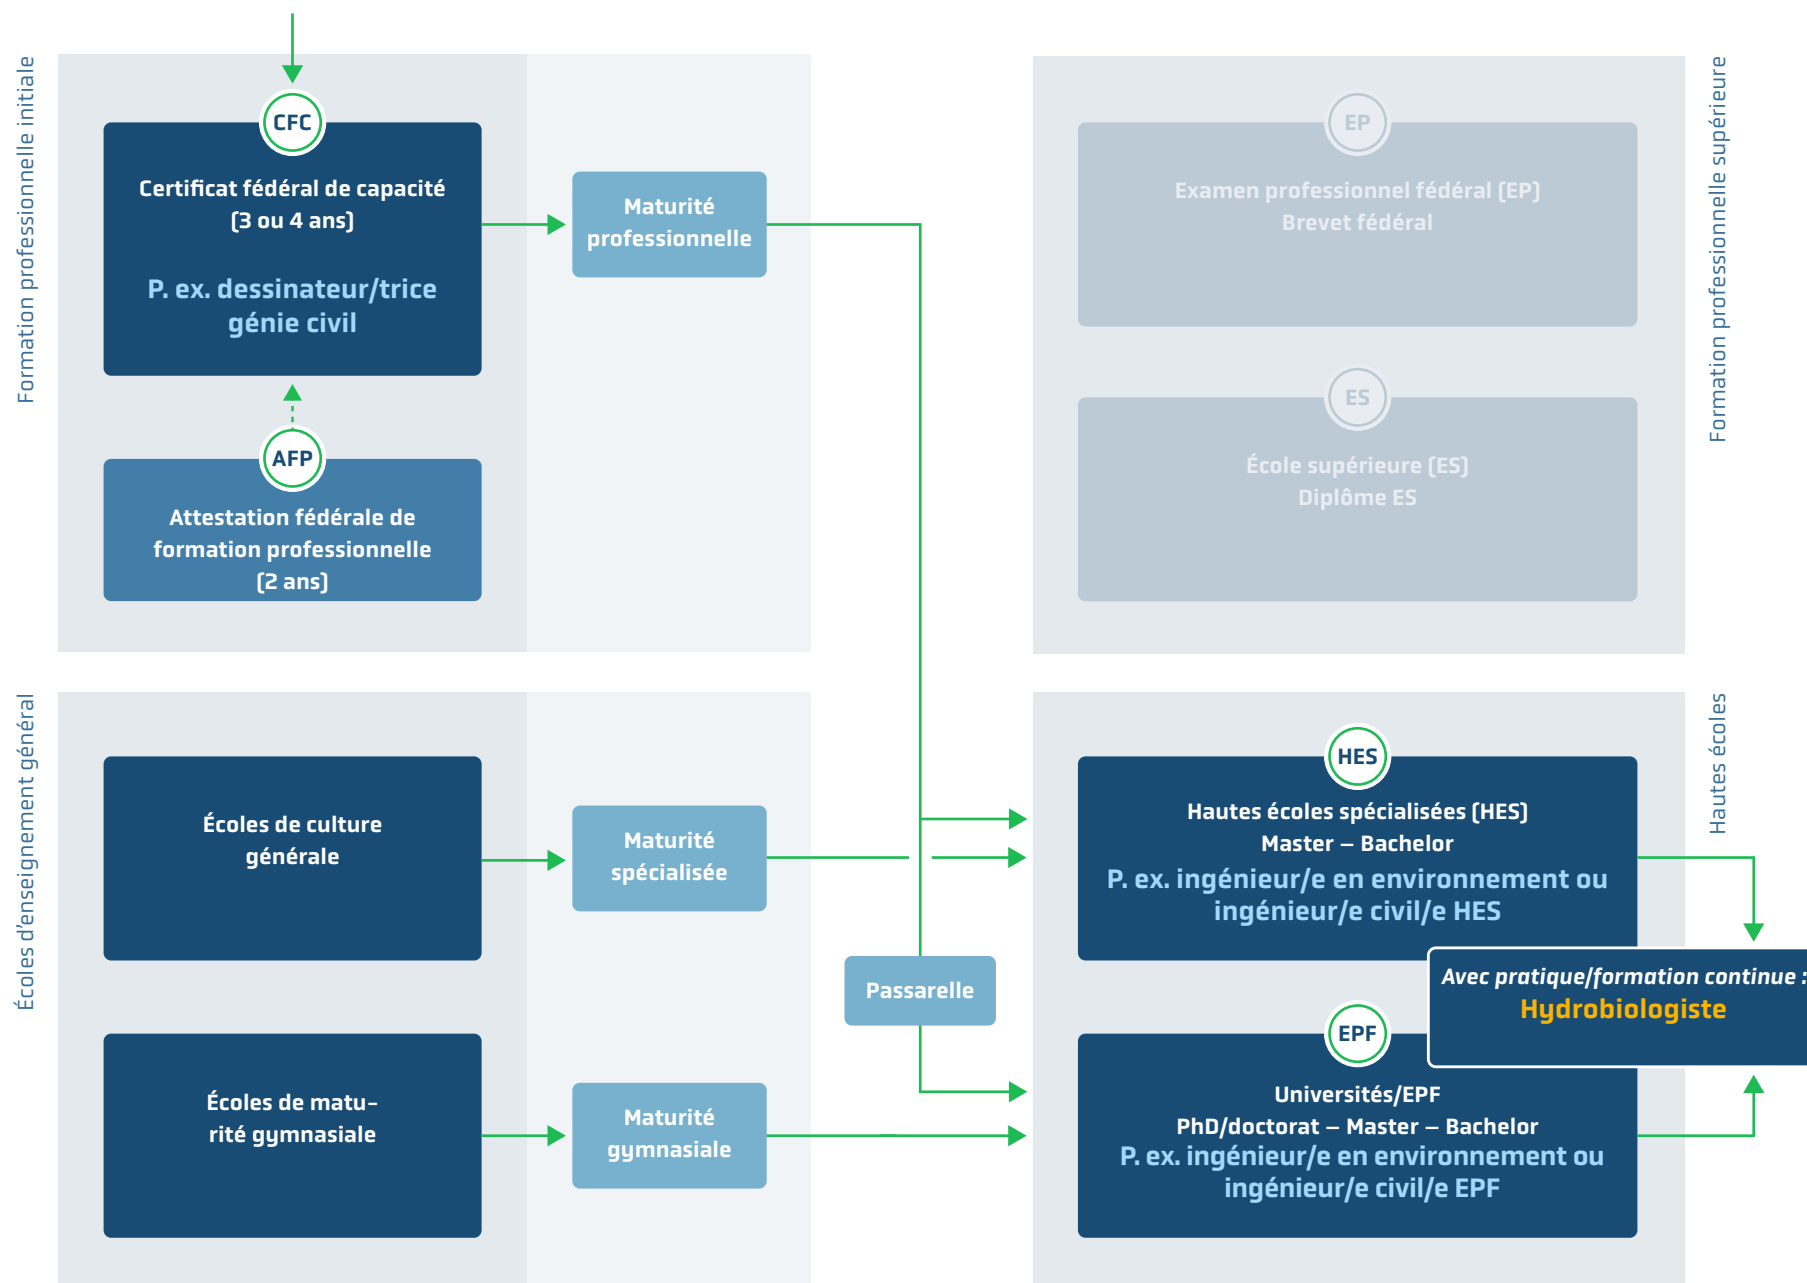 Formation professionnelle initiale
CFC
Certificat fédéral de capacité
(3 ou 4 ans)
P. ex. dessinateur/trice
génie civil
AFP
Attestation fédérale de
formation professionnelle
(2 ans)
Maturité
professionnelle
EP
Examen professionnel fédéral (EP)
Brevet fédéral
ES
École supérieure (ES)
Diplôme ES
Formation professionnelle supérieure
Écoles d'enseignement général
Écoles de culture
générale
Maturité
spécialisée
Écoles de matu–
rité gymnasiale
Maturité
gymnasiale
Passarelle
HES
Hautes écoles spécialisées (HES)
Master – Bachelor
P. ex. ingénieur/e en environnement ou
ingénieur/e civil/e HES
Avec pratique/formation continue :
Hydrobiologiste
EPF
Universités/EPF
PhD/doctorat – Master – Bachelor
P. ex. ingénieur/e en environnement ou
ingénieur/e civil/e EPF
Hautes écoles